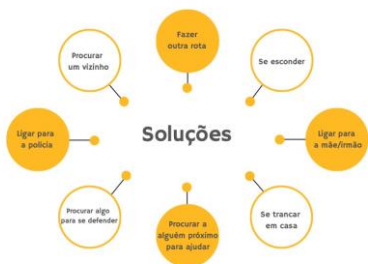 Fazer
outra rota
Procurar
um vizinho
Se esconder
Ligar para
a polícia
Soluções
Ligar para
a mãe/irmão
Procurar algo
para se defender
Procurar a
alguém próximo
para ajudar
Se trancar
em casa